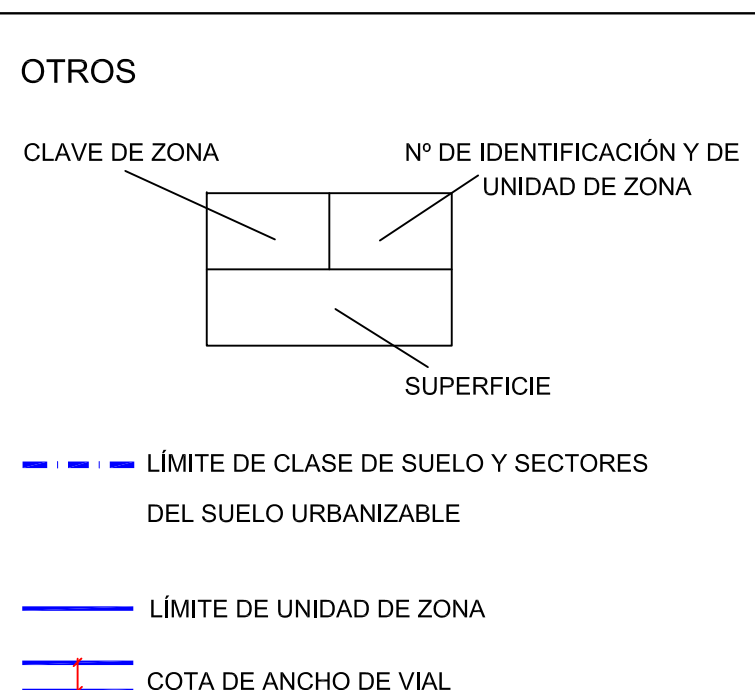 OTROS
CLAVE DE ZONA
Nº DE IDENTIFICACIÓN Y DE
UNIDAD DE ZONA
SUPERFICIE
LÍMITE DE CLASE DE SUELO Y SECTORES
DEL SUELO URBANIZABLE
LÍMITE DE UNIDAD DE ZONA
COTA DE ANCHO DE VIAL